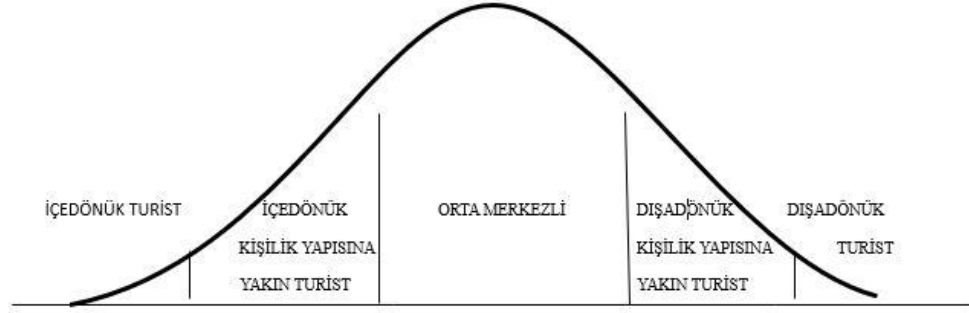 İÇEDÖNÜK TURİST
İÇEDÖNÜK
KİŞİLİK YAPISINA
YAKIN TURİST
ORTA MERKEZLİ
DIŞADÖNÜK
KİŞİLİK YAPISINA
YAKIN TURİST
DIŞADÖNÜK
TURİST